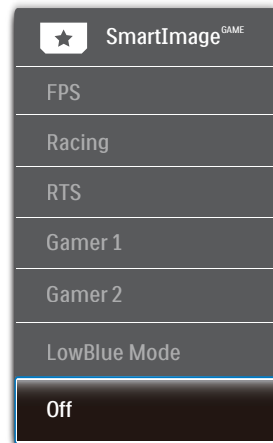 SmartImage GAME
FPS
Racing
RTS
Gamer 1
Gamer 2
LowBlue Mode
Off